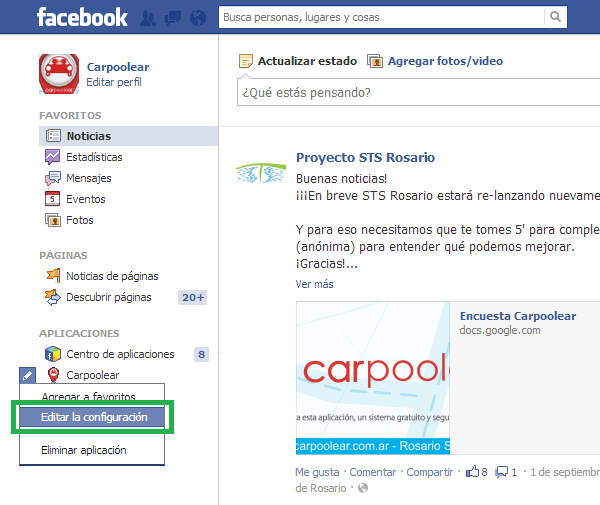 facebook
Busca personas, lugares y cosas
Carpoolear
Editar perfil
FAVORITOS
Noticias
Estadísticas
Mensajes
5
Eventos
Fotos
PÁGINAS
Noticias de páginas
Descubrir páginas
20+
APLICACIONES
Centro de aplicaciones
8
Carpoolear
Agregar a favoritos
Editar la configuración
Eliminar aplicación
Actualizar estado
Agregar fotos/video
¿Qué estás pensando?
Proyecto STS Rosario
Buenas noticias!
¡¡¡En breve STS Rosario estará re-lanzando nuevame
Y para eso necesitamos que te tomes 5' para comple
(anónima) para entender qué podemos mejorar.
¡Gracias!...
Ver más
carpoole
a esta aplicación, un sistema gratuito y segu
carpoolear.com.ar - Rosario S
Encuesta Carpoolear
docs.google.com
Me gusta · Comentar · Compartir · 8 1 · 1 de septiembr
de Rosario ·